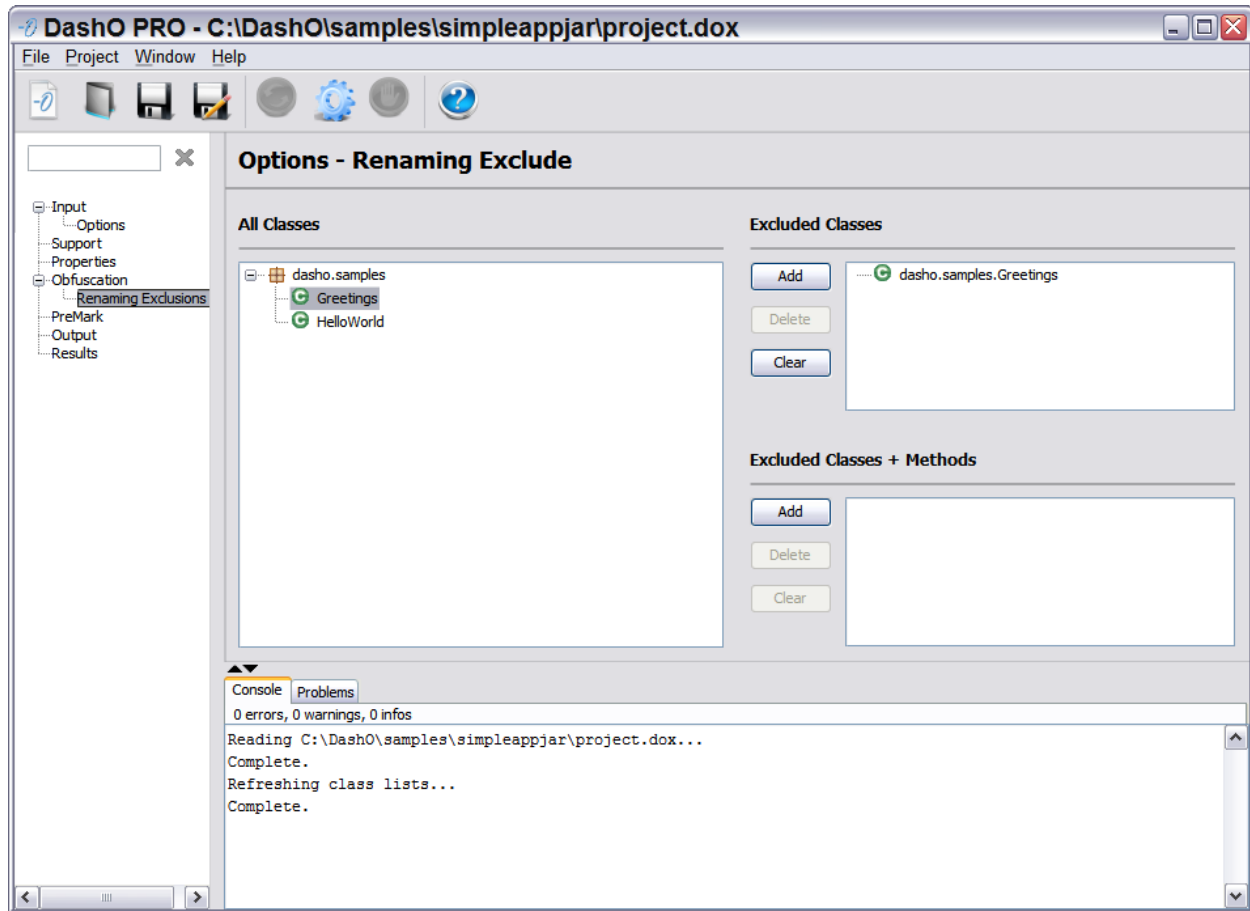 DashO PRO - C:\DashO\samples\simpleappjar\project.dox
File Project Window Help
Options - Renaming Exclude
Input
Options
Support
Properties
Obfuscation
Renaming Exclusions
PreMark
Output
Results
All Classes
dasho.samples
Greetings
HelloWorld
Excluded Classes
Add
Delete
Clear
dasho.samples.Greetings
Excluded Classes + Methods
Add
Delete
Clear
Console Problems
0 errors, 0 warnings, 0 infos
Reading C:\DashO\samples\simpleappjar\project.dox...
Complete.
Refreshing class lists...
Complete.